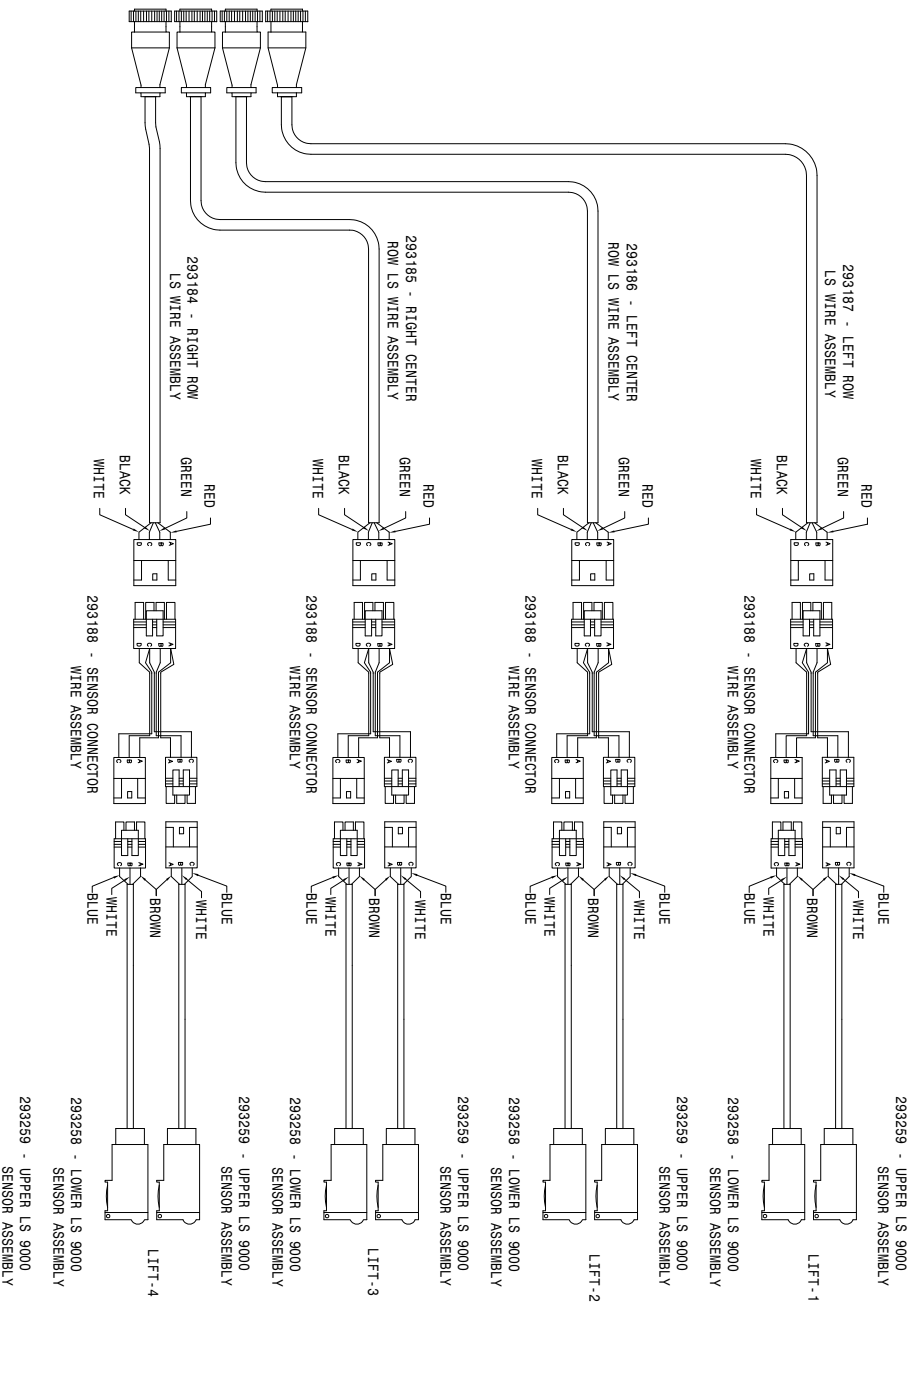 293187 - LEFT ROW
LS WIRE ASSEMBLY
RED
GREEN
BLACK
WHITE
A
B
C
D
A
B
C
D
293188 - SENSOR CONNECTOR
WIRE ASSEMBLY
C
B
A
A
B
C
C
B
A
A
B
C
BLUE
WHITE
BROWN
WHITE
BLUE
293259 - UPPER LS 9000
SENSOR ASSEMBLY
LIFT-1
293258 - LOWER LS 9000
SENSOR ASSEMBLY
293186 - LEFT CENTER
ROW LS WIRE ASSEMBLY
RED
GREEN
BLACK
WHITE
A
B
C
D
A
B
C
D
293188 - SENSOR CONNECTOR
WIRE ASSEMBLY
C
B
A
A
B
C
C
B
A
A
B
C
BLUE
WHITE
BROWN
WHITE
BLUE
293259 - UPPER LS 9000
SENSOR ASSEMBLY
LIFT-2
293258 - LOWER LS 9000
SENSOR ASSEMBLY
293185 - RIGHT CENTER
ROW LS WIRE ASSEMBLY
RED
GREEN
BLACK
WHITE
A
B
C
D
A
B
C
D
293188 - SENSOR CONNECTOR
WIRE ASSEMBLY
C
B
A
A
B
C
C
B
A
A
B
C
BLUE
WHITE
BROWN
WHITE
BLUE
293259 - UPPER LS 9000
SENSOR ASSEMBLY
LIFT-3
293258 - LOWER LS 9000
SENSOR ASSEMBLY
293184 - RIGHT ROW
LS WIRE ASSEMBLY
RED
GREEN
BLACK
WHITE
A
B
C
D
A
B
C
D
293188 - SENSOR CONNECTOR
WIRE ASSEMBLY
C
B
A
A
B
C
C
B
A
A
B
C
BLUE
WHITE
BROWN
WHITE
BLUE
293259 - UPPER LS 9000
SENSOR ASSEMBLY
LIFT-4
293258 - LOWER LS 9000
SENSOR ASSEMBLY
293259 - UPPER LS 9000
SENSOR ASSEMBLY